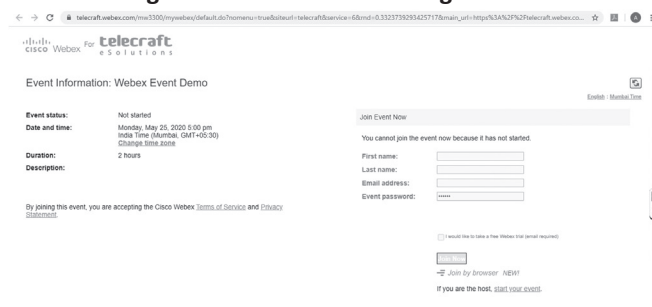 telecraft.webex.com/mw3300/mywebex/default.do?nomenu=true&siteurl=telecraft&service=6&rnd=0.3323739293425717&main_url=https%3A%2F%2Ftelecraft.webex.co...
CISCO Webex For telecraft
eSolutions
Event Information: Webex Event Demo
English : Mumbai Time
Event status: Not started
Date and time: Monday, May 25, 2020 5:00 pm
India Time (Mumbai, GMT+05:30)
Change time zone
Duration: 2 hours
Description:
By joining this event, you are accepting the Cisco Webex Terms of Service and Privacy
Statement.
Join Event Now
You cannot join the event now because it has not started.
First name:
Last name:
Email address:
Event password: ••••••
I would like to take a free Webex trial (email required).
Join Now
Join by browser NEW!
If you are the host, start your event.